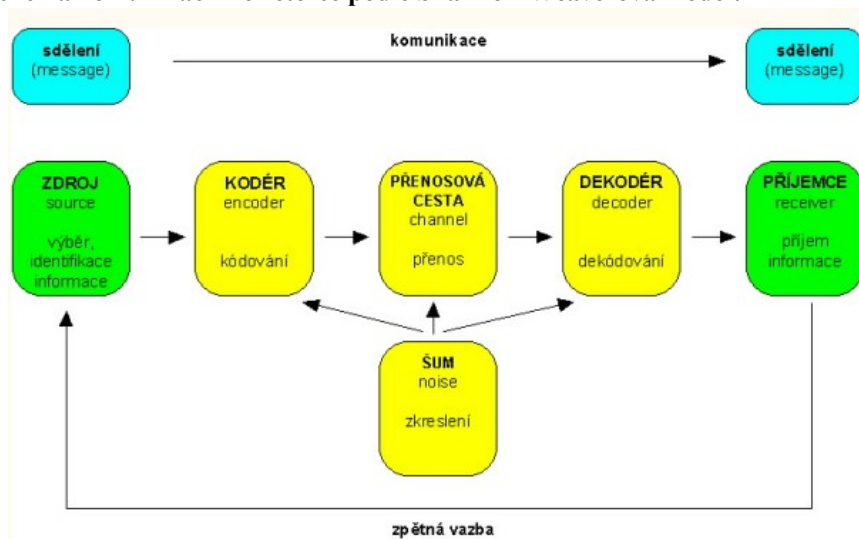 komunikace
sdělení
(message)
sdělení
(message)
ZDROJ
source
výběr,
identifikace
informace
KODÉR
encoder
kódování
PŘENOSOVÁ
CESTA
channel
přenos
DEKODÉR
decoder
dekódování
PŘÍJEMCE
receiver
příjem
informace
ŠUM
noise
zkreslení
zpětná vazba